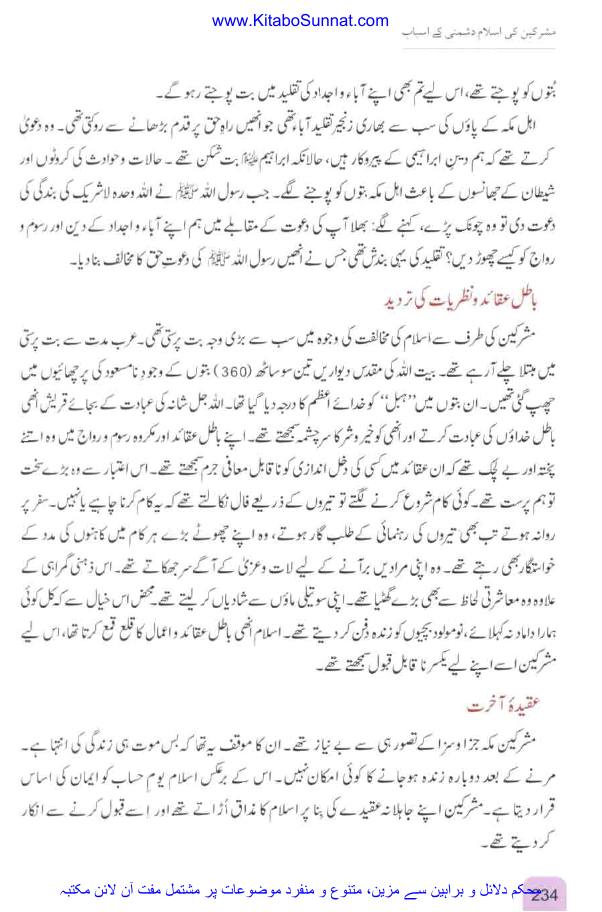 www.KitaboSunnat.com
مشرکین کی اسلام دشمنی کے اسباب
بُتوں کو پوجتے تھے، اس لیے تم بھی اپنے آباء و اجداد کی تقلید میں بت پوجتے رہو گے۔
اہل مکہ کے پاؤں کی سب سے بھاری زنجیر تقلید آباء تھی جو انھیں راہِ حق پر قدم بڑھانے سے روکتی تھی۔ وہ دعویٰ
کرتے تھے کہ ہم دینِ ابراہیمی کے پیروکار ہیں، حالانکہ ابراہیم علیہ السلام بت شکن تھے۔ حالات و حوادث کی کروٹوں اور
شیطان کے جھانسوں کے باعث اہل مکہ بتوں کو پوجنے لگے۔ جب رسول اللہ ﷺ نے اللہ وحدہ لا شریک کی بندگی کی
دعوت دی تو وہ چونک پڑے، کہنے لگے: بھلا آپ کی دعوت کے مقابلے میں ہم اپنے آباء و اجداد کے دین اور رسوم و
رواج کو کیسے چھوڑ دیں؟ تقلید کی یہی بندش تھی جس نے انھیں رسول اللہ ﷺ کی دعوتِ حق کا مخالف بنا دیا۔
باطل عقائد و نظریات کی تردید
مشرکین کی طرف سے اسلام کی مخالفت کی وجوہ میں سب سے بڑی وجہ بت پرستی تھی۔ عرب مدت سے بت پرستی
میں مبتلا چلے آ رہے تھے۔ بیت اللہ کی مقدس دیواریں تین سو ساٹھ (360) بتوں کے وجودِ نامسعود کی پرچھائیوں میں
چھپ گئی تھیں۔ ان بتوں میں ’’ہبل‘‘ کو خدائے اعظم کا درجہ دیا گیا تھا۔ اللہ جل شانہ کی عبادت کے بجائے قریش انھی
باطل خداؤں کی عبادت کرتے اور انھی کو خیر و شر کا سرچشمہ سمجھتے تھے۔ اپنے باطل عقائد اور مکروہ رسوم و رواج میں وہ اتنے
پختہ اور بے لچک تھے کہ ان عقائد میں کسی کی دخل اندازی کو ناقابل معافی جرم سمجھتے تھے۔ اس اعتبار سے وہ بڑے سخت
توہم پرست تھے۔ کوئی کام شروع کرنے لگتے تو تیروں کے ذریعے فال نکالتے تھے کہ یہ کام کرنا چاہیے یا نہیں۔ سفر پر
روانہ ہوتے تب بھی تیروں کی رہنمائی کے طلب گار ہوتے، وہ اپنے چھوٹے بڑے ہر کام میں کاہنوں کی مدد کے
خواستگار بھی رہتے تھے۔ وہ اپنی مرادیں بر آنے کے لیے لات و عزیٰ کے آگے سر جھکاتے تھے۔ اس ذہنی گمراہی کے
علاوہ وہ معاشرتی لحاظ سے بھی بڑے گھٹیا تھے۔ اپنی سوتیلی ماؤں سے شادیاں کر لیتے تھے۔ محض اس خیال سے کہ کل کوئی
ہمارا داماد نہ کہلائے، نومولود بچیوں کو زندہ دفن کر دیتے تھے۔ اسلام انھی باطل عقائد و اعمال کا قلع قمع کرتا تھا، اس لیے
مشرکین اسے اپنے لیے یکسر ناقابل قبول سمجھتے تھے۔
عقیدۂ آخرت
مشرکین مکہ جزا و سزا کے تصور ہی سے بے نیاز تھے۔ ان کا موقف یہ تھا کہ بس موت ہی زندگی کی انتہا ہے۔
مرنے کے بعد دوبارہ زندہ ہو جانے کا کوئی امکان نہیں۔ اس کے برعکس اسلام یومِ حساب کو ایمان کی اساس
قرار دیتا ہے۔ مشرکین اپنے جاہلانہ عقیدے کی بِنا پر اسلام کا مذاق اُڑاتے تھے اور اِسے قبول کرنے سے انکار
کر دیتے تھے۔
محکم دلائل و براہین سے مزین، متنوع و منفرد موضوعات پر مشتمل مفت آن لائن مکتبہ
234